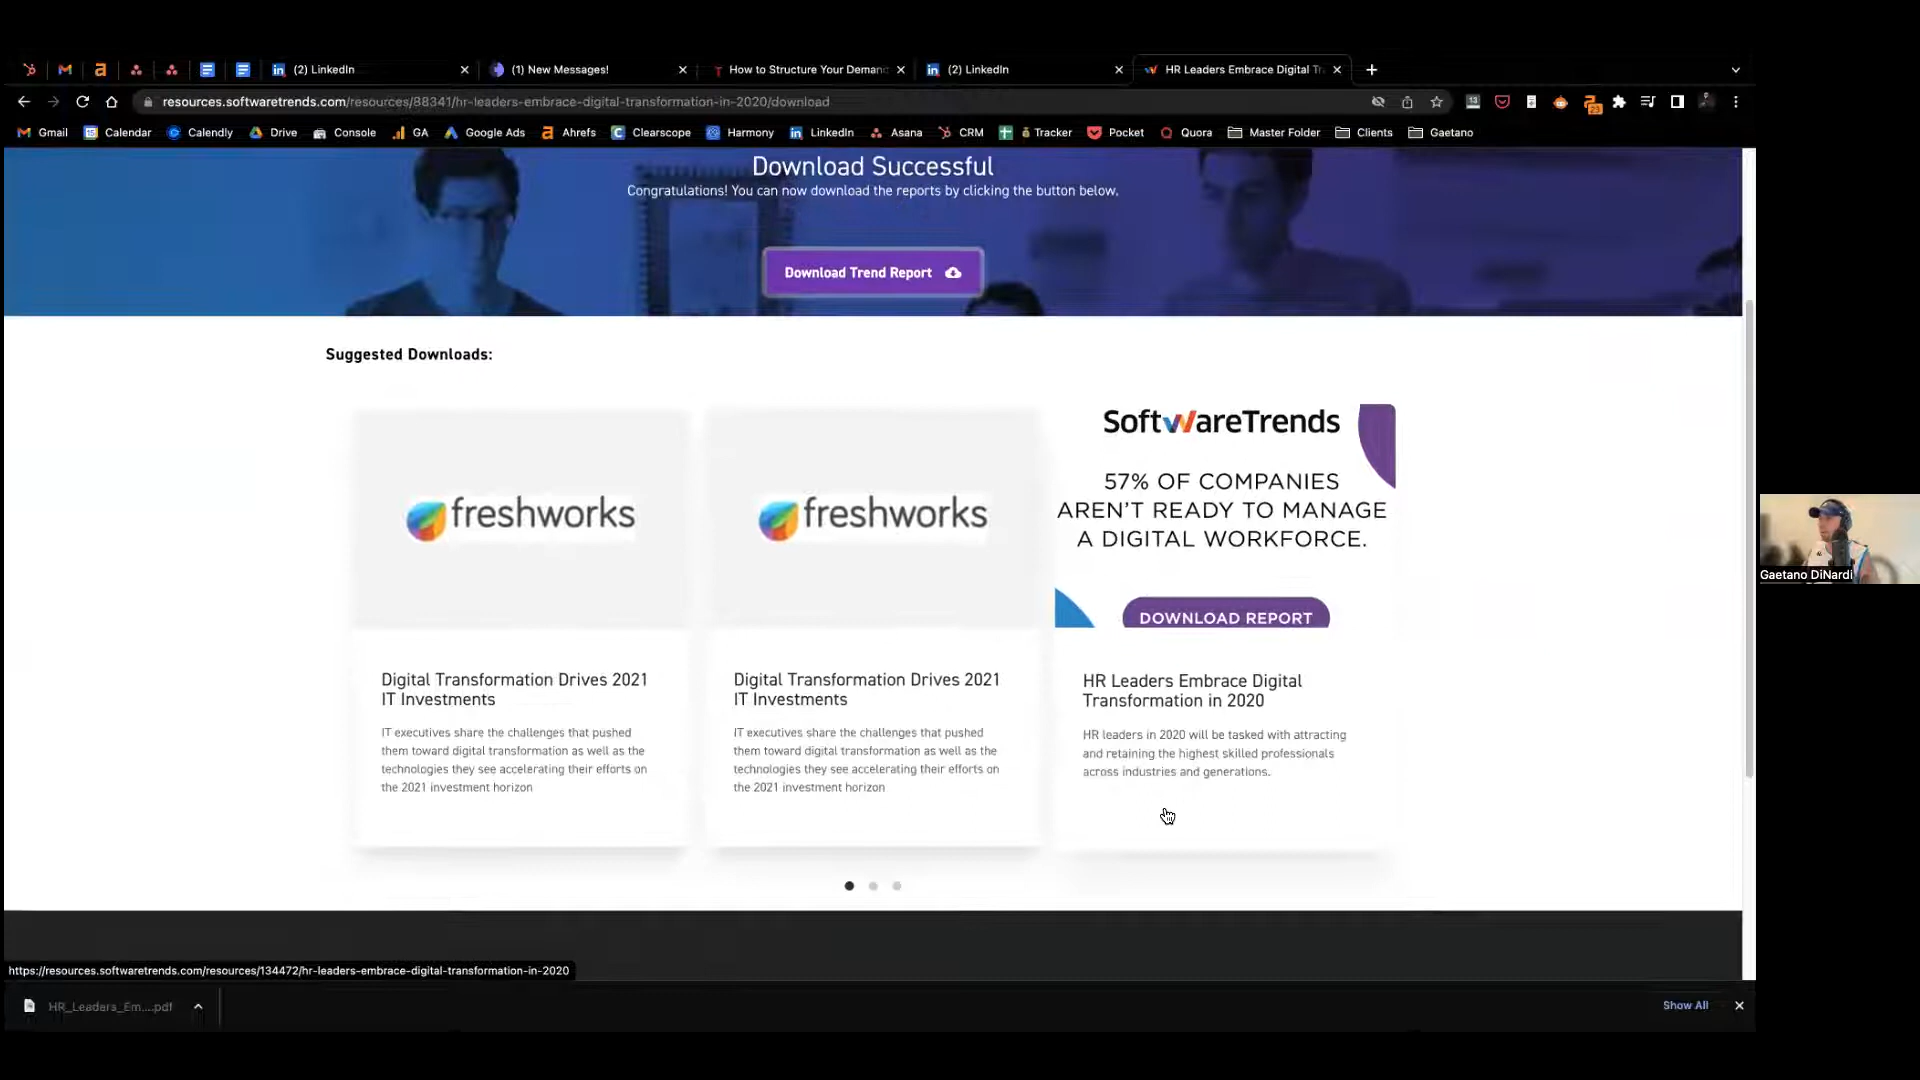 (2) LinkedIn
(1) New Messages!
How to Structure Your Deman
(2) LinkedIn
HR Leaders Embrace Digital Tr
resources.softwaretrends.com/resources/88341/hr-leaders-embrace-digital-transformation-in-2020/download
Gmail
Calendar
Calendly
Drive
Console
GA
Google Ads
Ahrefs
Clearscope
Harmony
LinkedIn
Asana
CRM
Tracker
Pocket
Quora
Master Folder
Clients
Gaetano
Download Successful
Congratulations! You can now download the reports by clicking the button below.
Download Trend Report
Suggested Downloads:
freshworks
Digital Transformation Drives 2021
IT Investments
IT executives share the challenges that pushed
them toward digital transformation as well as the
technologies they see accelerating their efforts on
the 2021 investment horizon
freshworks
Digital Transformation Drives 2021
IT Investments
IT executives share the challenges that pushed
them toward digital transformation as well as the
technologies they see accelerating their efforts on
the 2021 investment horizon
SoftwareTrends
57% OF COMPANIES
AREN'T READY TO MANAGE
A DIGITAL WORKFORCE.
DOWNLOAD REPORT
HR Leaders Embrace Digital
Transformation in 2020
HR leaders in 2020 will be tasked with attracting
and retaining the highest skilled professionals
across industries and generations.
Gaetano DiNardi
https://resources.softwaretrends.com/resources/134472/hr-leaders-embrace-digital-transformation-in-2020
HR_Leaders_Em....pdf
Show All